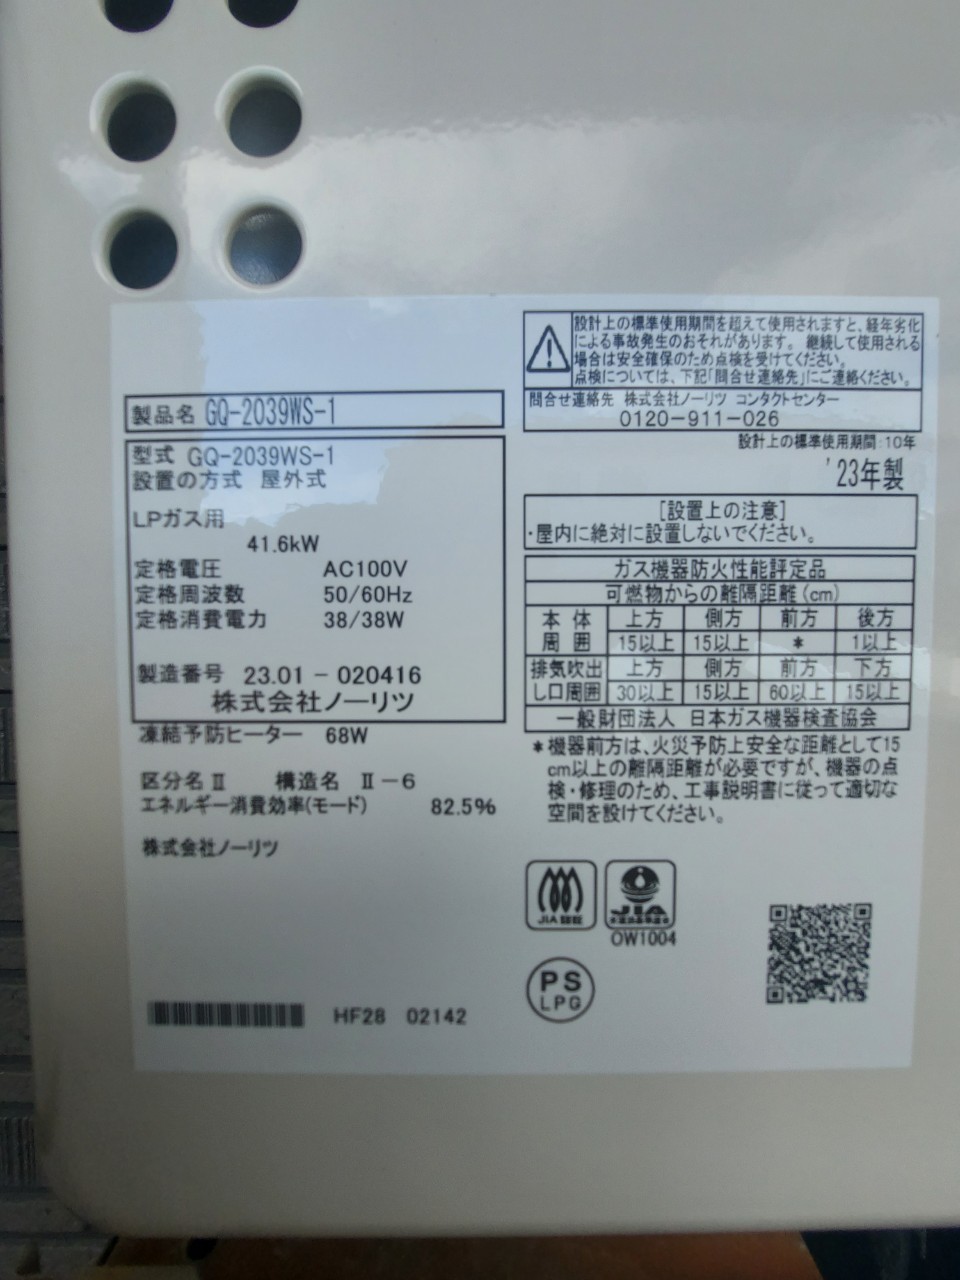 製品名 GQ-2039WS-1
型式 GQ-2039WS-1
設置の方式 屋外式
LPガス用
41.6kW
定格電圧 AC100V
定格周波数 50/60Hz
定格消費電力 38/38W
製造番号 23.01-020416
株式会社ノーリツ
凍結予防ヒーター 68W
区分名Ⅱ 構造名 Ⅱ-6
エネルギー消費効率(モード) 82.5%
株式会社ノーリツ
HF28 02142
設計上の標準使用期間を超えて使用されますと、経年劣化
による事故発生のおそれがあります。継続して使用される
場合は安全確保のため点検を受けてください。
点検については、下記「問合せ連絡先」にご連絡ください。
問合せ連絡先 株式会社ノーリツ コンタクトセンター
0120-911-026
設計上の標準使用期間:10年
'23年製
[設置上の注意]
・屋内に絶対に設置しないでください。
ガス機器防火性能評定品
可燃物からの離隔距離(cm)
本体 上方 側方 前方 後方
周囲 15以上 15以上 * 1以上
排気吹出 上方 側方 前方 下方
し口周囲 30以上 15以上 60以上 15以上
一般財団法人 日本ガス機器検査協会
*機器前方は、火災予防上安全な距離として15
cm以上の離隔距離が必要ですが、機器の点
検・修理のため、工事説明書に従って適切な
空間を設けてください。
JIA 認証
JIA
OW1004
PS
LPG